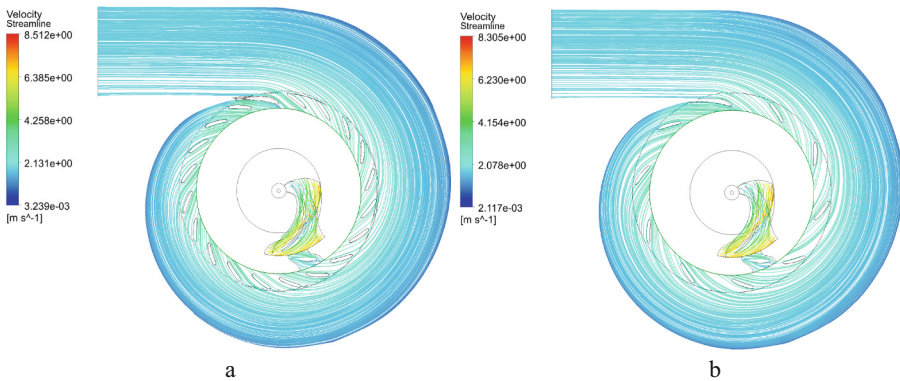 Velocity
Streamline
8.512e+00
6.385e+00
4.258e+00
2.131e+00
3.239e-03
[m s^-1]
a
Velocity
Streamline
8.305e+00
6.230e+00
4.154e+00
2.078e+00
2.117e-03
[m s^-1]
b